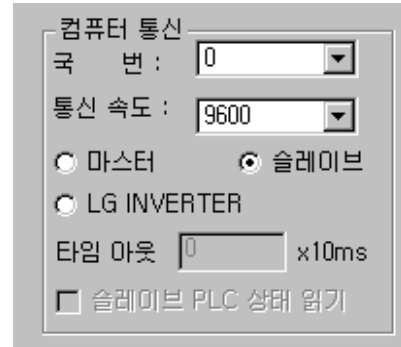 컴퓨터 통신
국 번 : 0
통신 속도 : 9600
마스터 슬레이브
LG INVERTER
타임 아웃 0 x10ms
슬레이브 PLC 상태 읽기